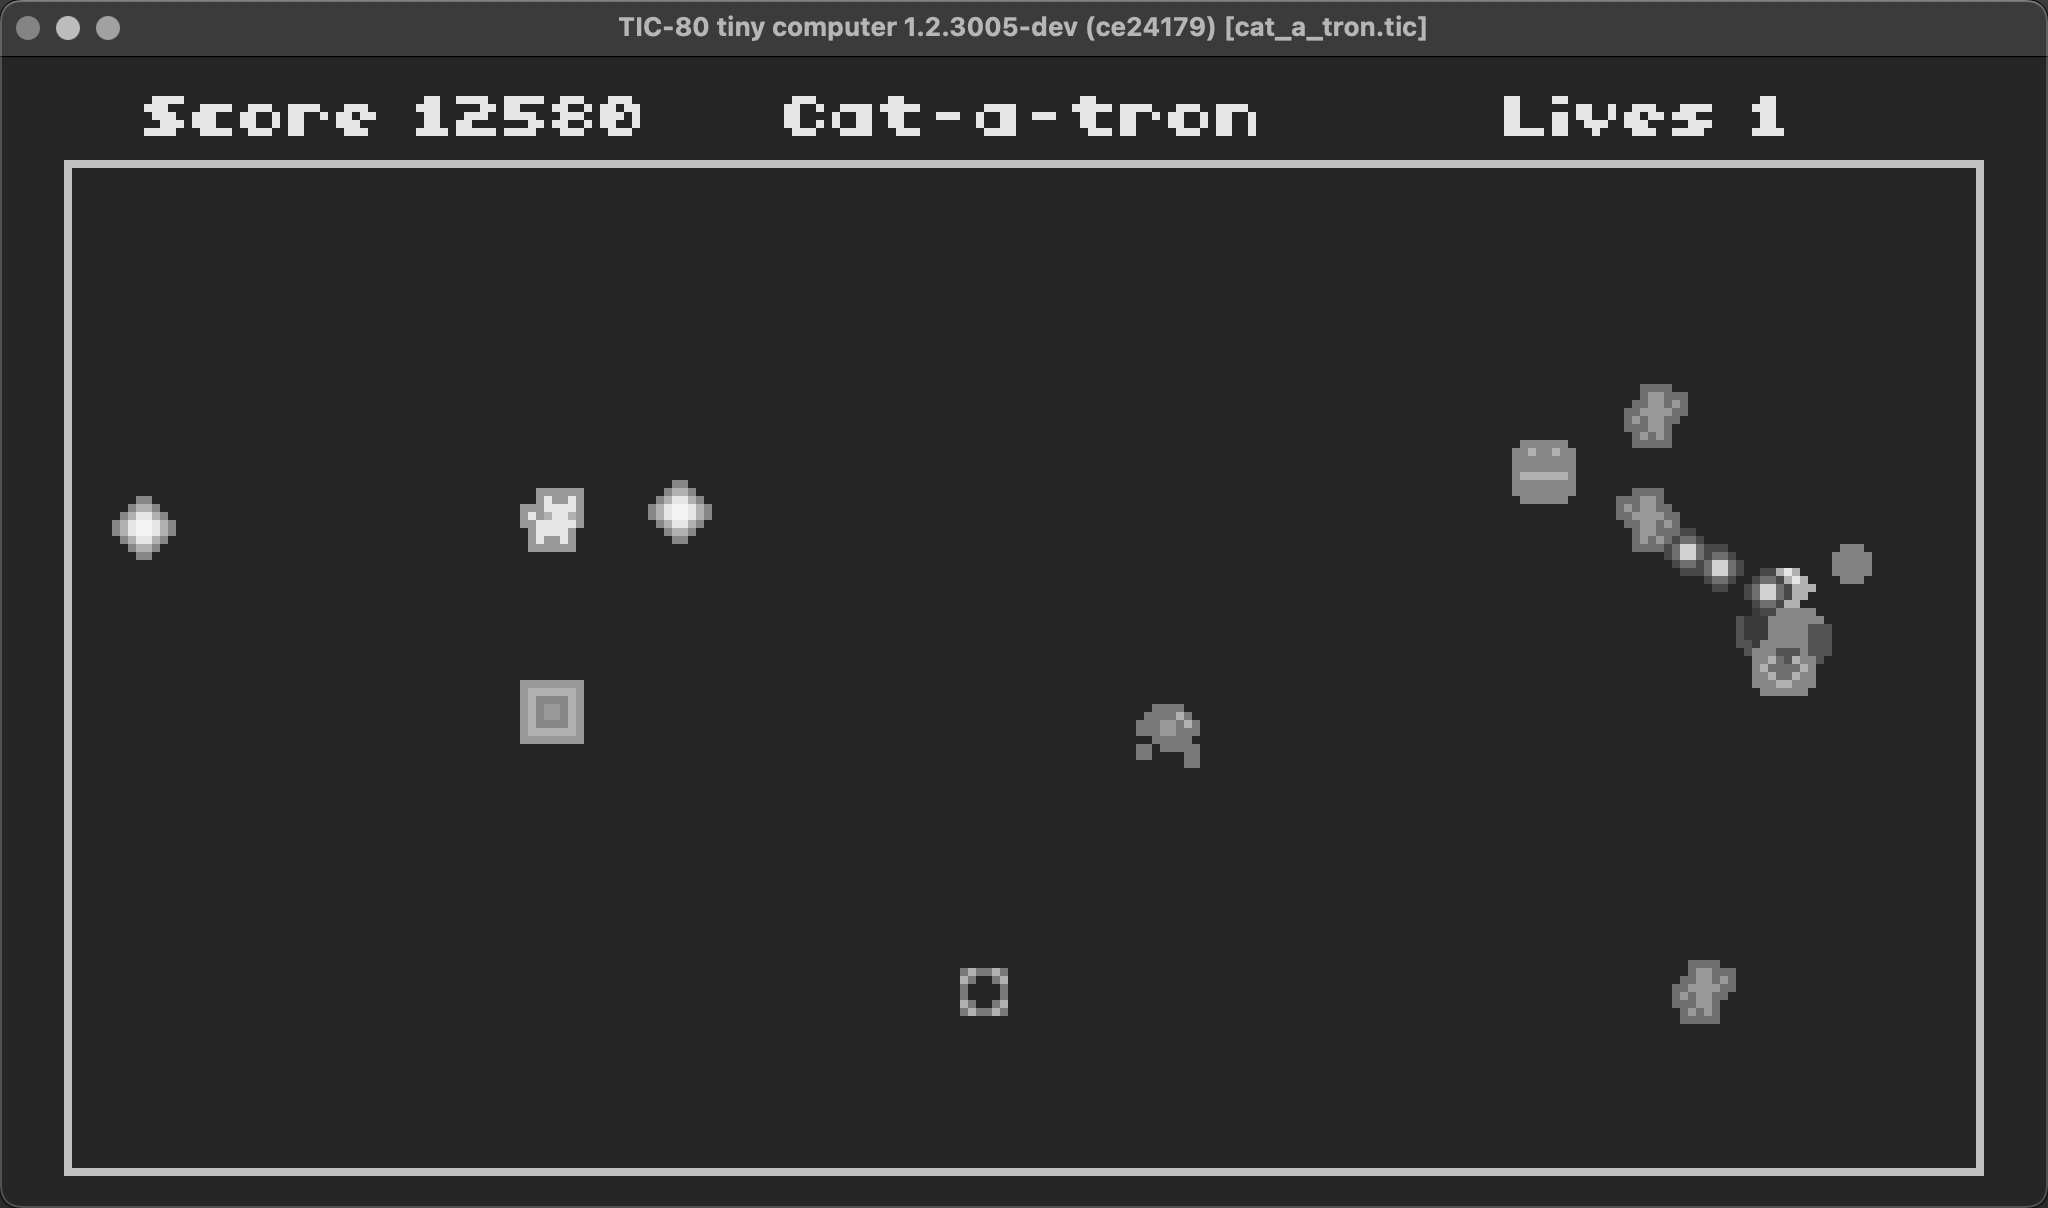 TIC-80 tiny computer 1.2.3005-dev (ce24179) [cat_a_tron.tic]
Score 12580 Cat-a-tron Lives 1